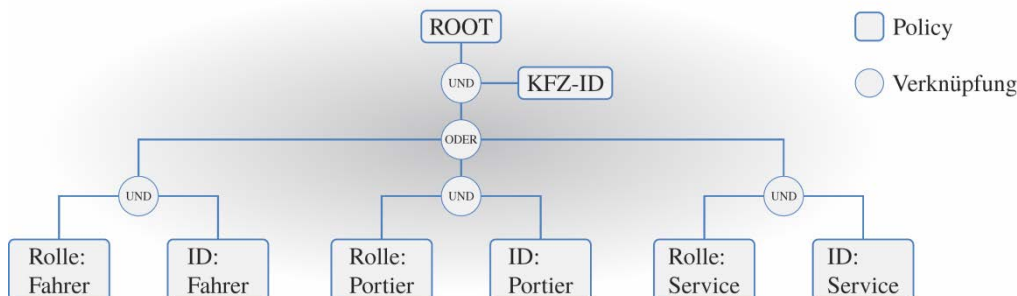 ROOT
Policy
UND
KFZ-ID
Verknüpfung
ODER
UND
UND
UND
Rolle:
Fahrer
ID:
Fahrer
Rolle:
Portier
ID:
Portier
Rolle:
Service
ID:
Service